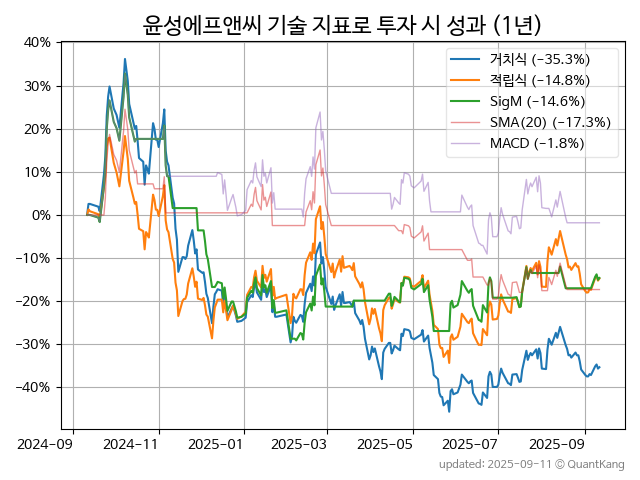 윤성에프앤씨 기술 지표로 투자 시 성과 (1년)
40%
30%
20%
10%
0%
−10%
−20%
−30%
−40%
거치식 (−35.3%)
적립식 (−14.8%)
SigM (−14.6%)
SMA(20) (−17.3%)
MACD (−1.8%)
2024-09
2024-11
2025-01
2025-03
2025-05
2025-07
2025-09
updated: 2025-09-11 © QuantKang